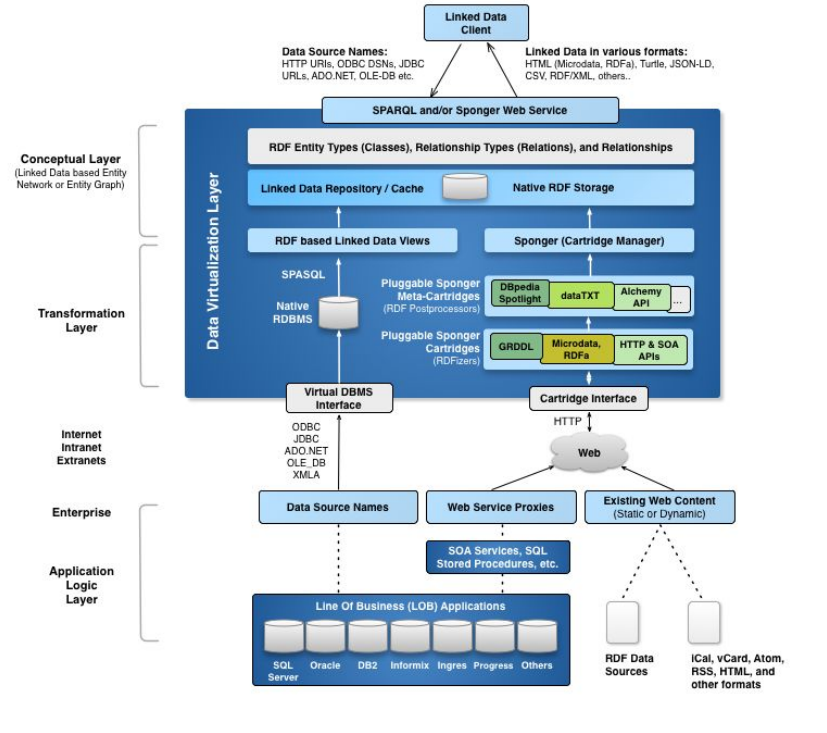 Linked Data
Client
Data Source Names:
HTTP URIs, ODBC DSNs, JDBC
URLs, ADO.NET, OLE-DB etc.
Linked Data in various formats:
HTML (Microdata, RDFa), Turtle, JSON-LD,
CSV, RDF/XML, others..
SPARQL and/or Sponger Web Service
Conceptual Layer
(Linked Data based Entity
Network or Entity Graph)
Data Virtualization Layer
RDF Entity Types (Classes), Relationship Types (Relations), and Relationships
Linked Data Repository / Cache
Native RDF Storage
RDF based Linked Data Views
Sponger (Cartridge Manager)
Transformation
Layer
SPASQL
Native
RDBMS
Pluggable Sponger
Meta-Cartridges
(RDF Postprocessors)
DBpedia
Spotlight
dataTXT
Alchemy
API
...
Pluggable Sponger
Cartridges
(RDFizers)
GRDDL
Microdata,
RDFa
HTTP & SOA
APIs
Virtual DBMS
Interface
Cartridge Interface
Internet
Intranet
Extranets
ODBC
JDBC
ADO.NET
OLE_DB
XMLA
HTTP
Web
Enterprise
Data Source Names
Web Service Proxies
Existing Web Content
(Static or Dynamic)
Application
Logic
Layer
SOA Services, SQL
Stored Procedures, etc.
Line Of Business (LOB) Applications
SQL
Server
Oracle
DB2
Informix
Ingres
Progress
Others
RDF Data
Sources
iCal, vCard, Atom,
RSS, HTML, and
other formats